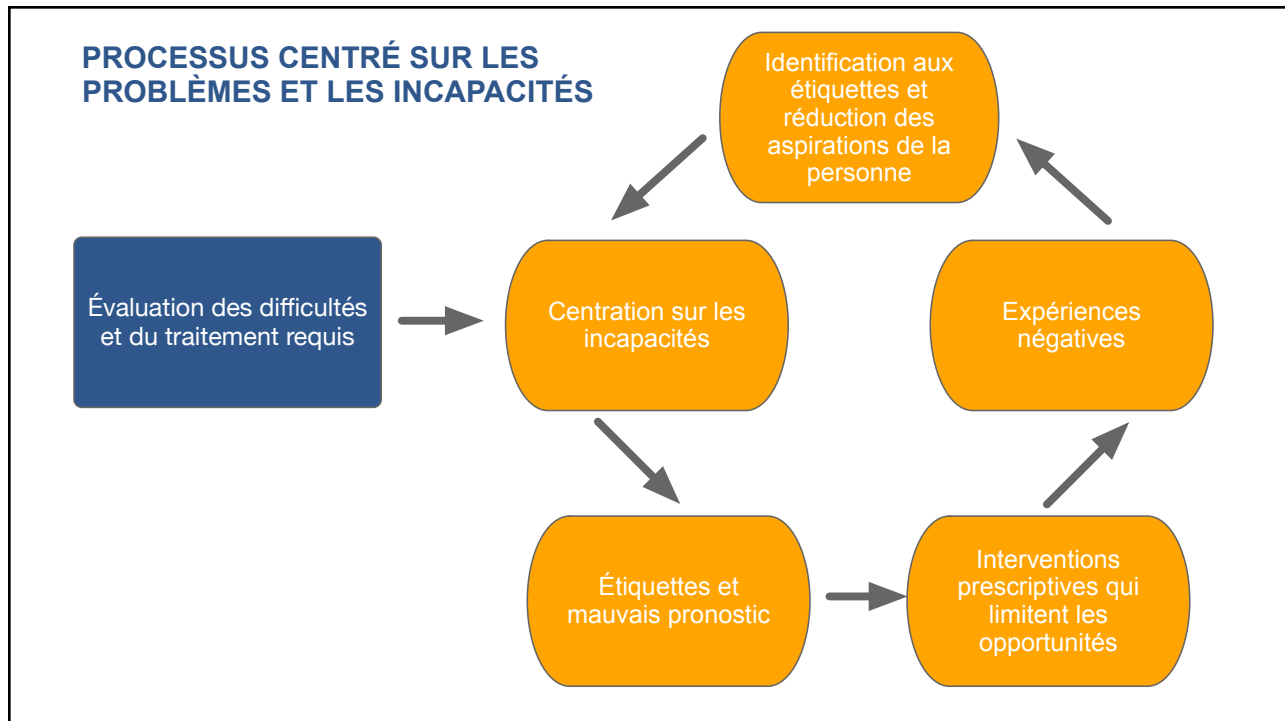 PROCESSUS CENTRÉ SUR LES
PROBLÈMES ET LES INCAPACITÉS
Identification aux
étiquettes et
réduction des
aspirations de la
personne
Évaluation des difficultés
et du traitement requis
Centration sur les
incapacités
Expériences
négatives
Étiquettes et
mauvais pronostic
Interventions
prescriptives qui
limitent les
opportunités